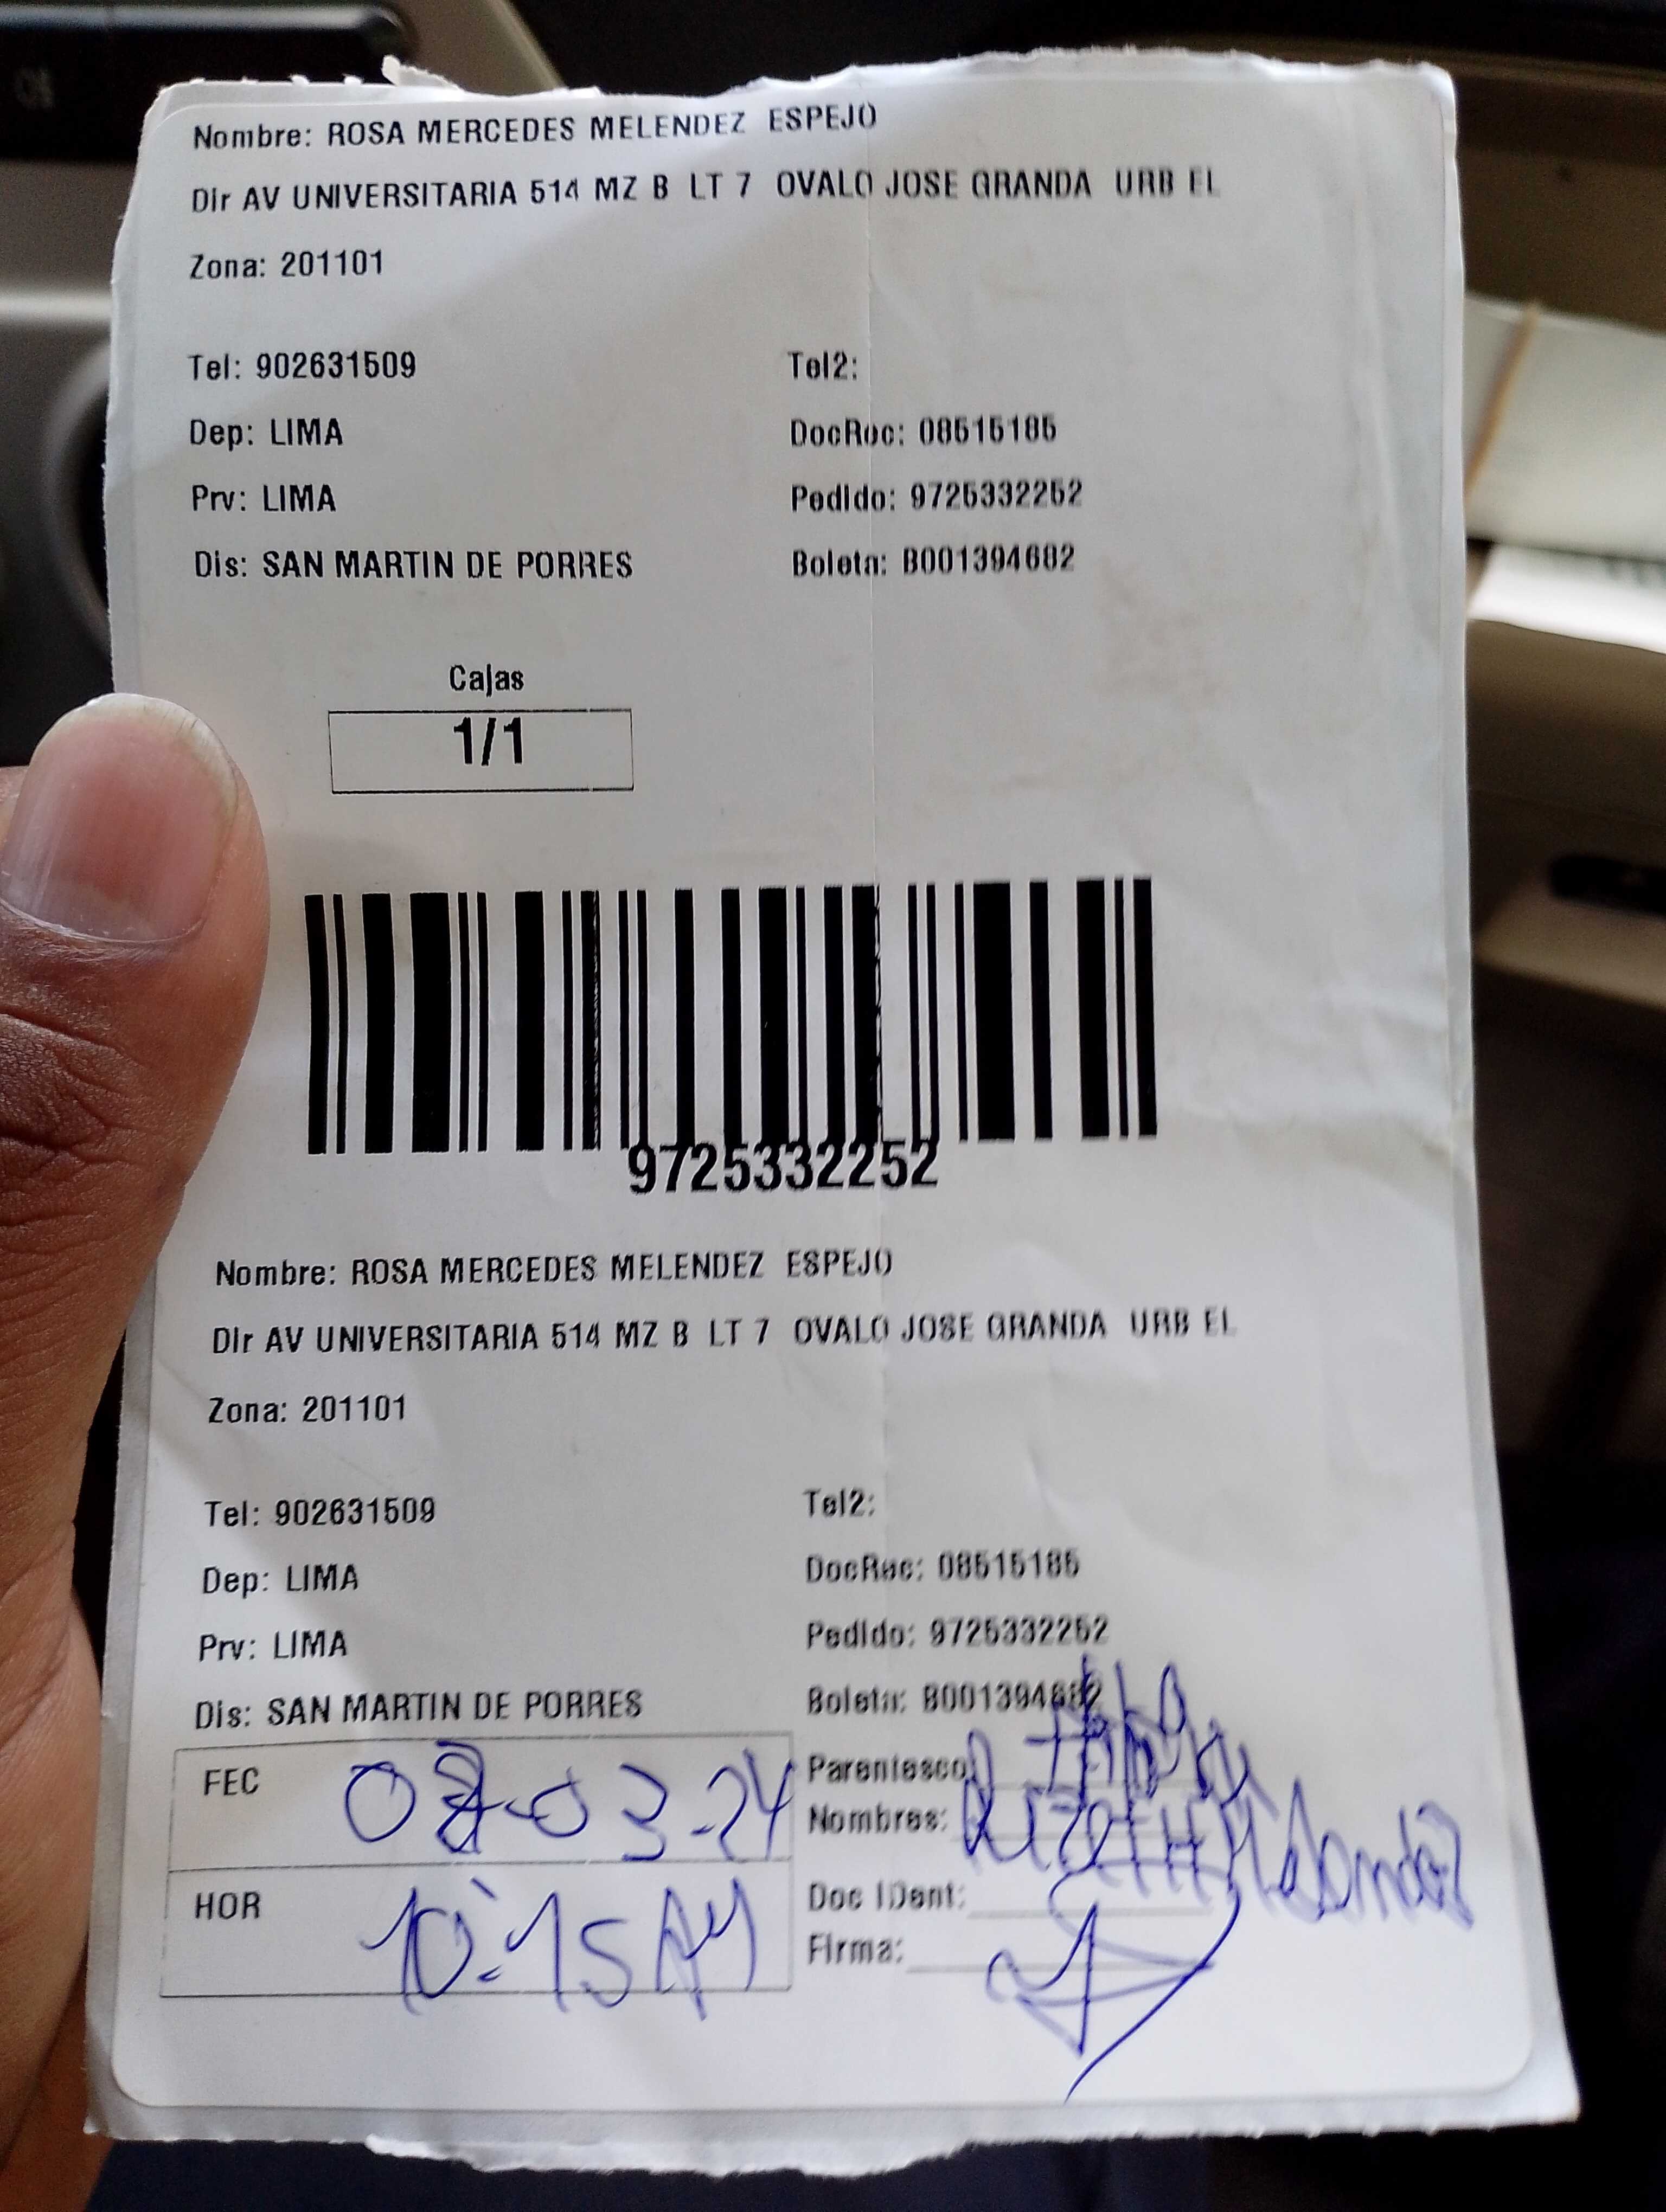 Nombre: ROSA MERCEDES MELENDEZ ESPEJO
Dir AV UNIVERSITARIA 514 MZ B LT 7 OVALO JOSE GRANDA URB EL
Zona: 201101
Tel: 902631509 Tel2:
Dep: LIMA DocRec: 08515185
Prv: LIMA Pedido: 9725332252
Dis: SAN MARTIN DE PORRES Boleta: B001394682
Cajas
1/1
9725332252
Nombre: ROSA MERCEDES MELENDEZ ESPEJO
Dir AV UNIVERSITARIA 514 MZ B LT 7 OVALO JOSE GRANDA URB EL
Zona: 201101
Tel: 902631509 Tel2:
Dep: LIMA DocRec: 08515185
Prv: LIMA Pedido: 9725332252
Dis: SAN MARTIN DE PORRES Boleta: B001394682
FEC Parentesco
Nombres:
HOR 10:15 AM Doc IDent:
Firma: